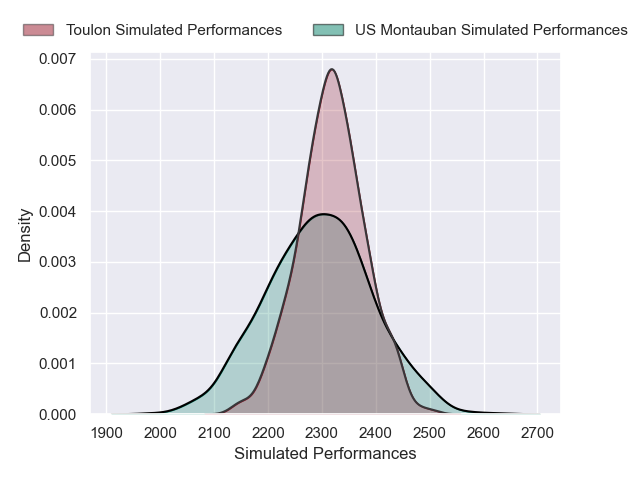 Toulon Simulated Performances
US Montauban Simulated Performances
0.007
0.006
0.005
0.004
0.003
0.002
0.001
0.000
Density
1900 2000 2100 2200 2300 2400 2500 2600 2700
Simulated Performances